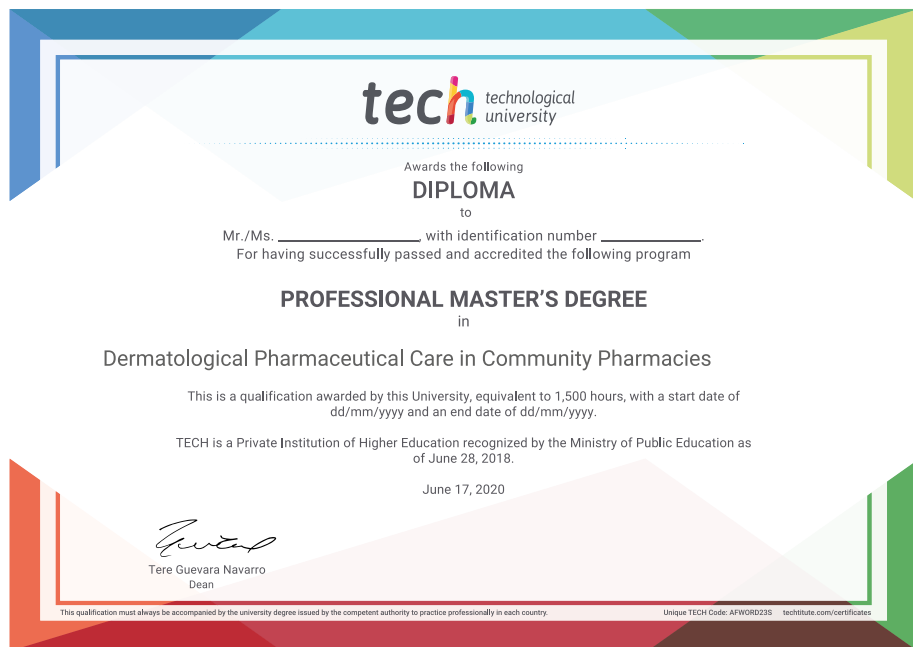 tech technological
university
Awards the following
DIPLOMA
to
Mr./Ms. ____________________, with identification number ______________.
For having successfully passed and accredited the following program
PROFESSIONAL MASTER'S DEGREE
in
Dermatological Pharmaceutical Care in Community Pharmacies
This is a qualification awarded by this University, equivalent to 1,500 hours, with a start date of
dd/mm/yyyy and an end date of dd/mm/yyyy.
TECH is a Private Institution of Higher Education recognized by the Ministry of Public Education as
of June 28, 2018.
June 17, 2020
Tere Guevara Navarro
Dean
This qualification must always be accompanied by the university degree issued by the competent authority to practice professionally in each country.
Unique TECH Code: AFWORD23S techtitute.com/certificates